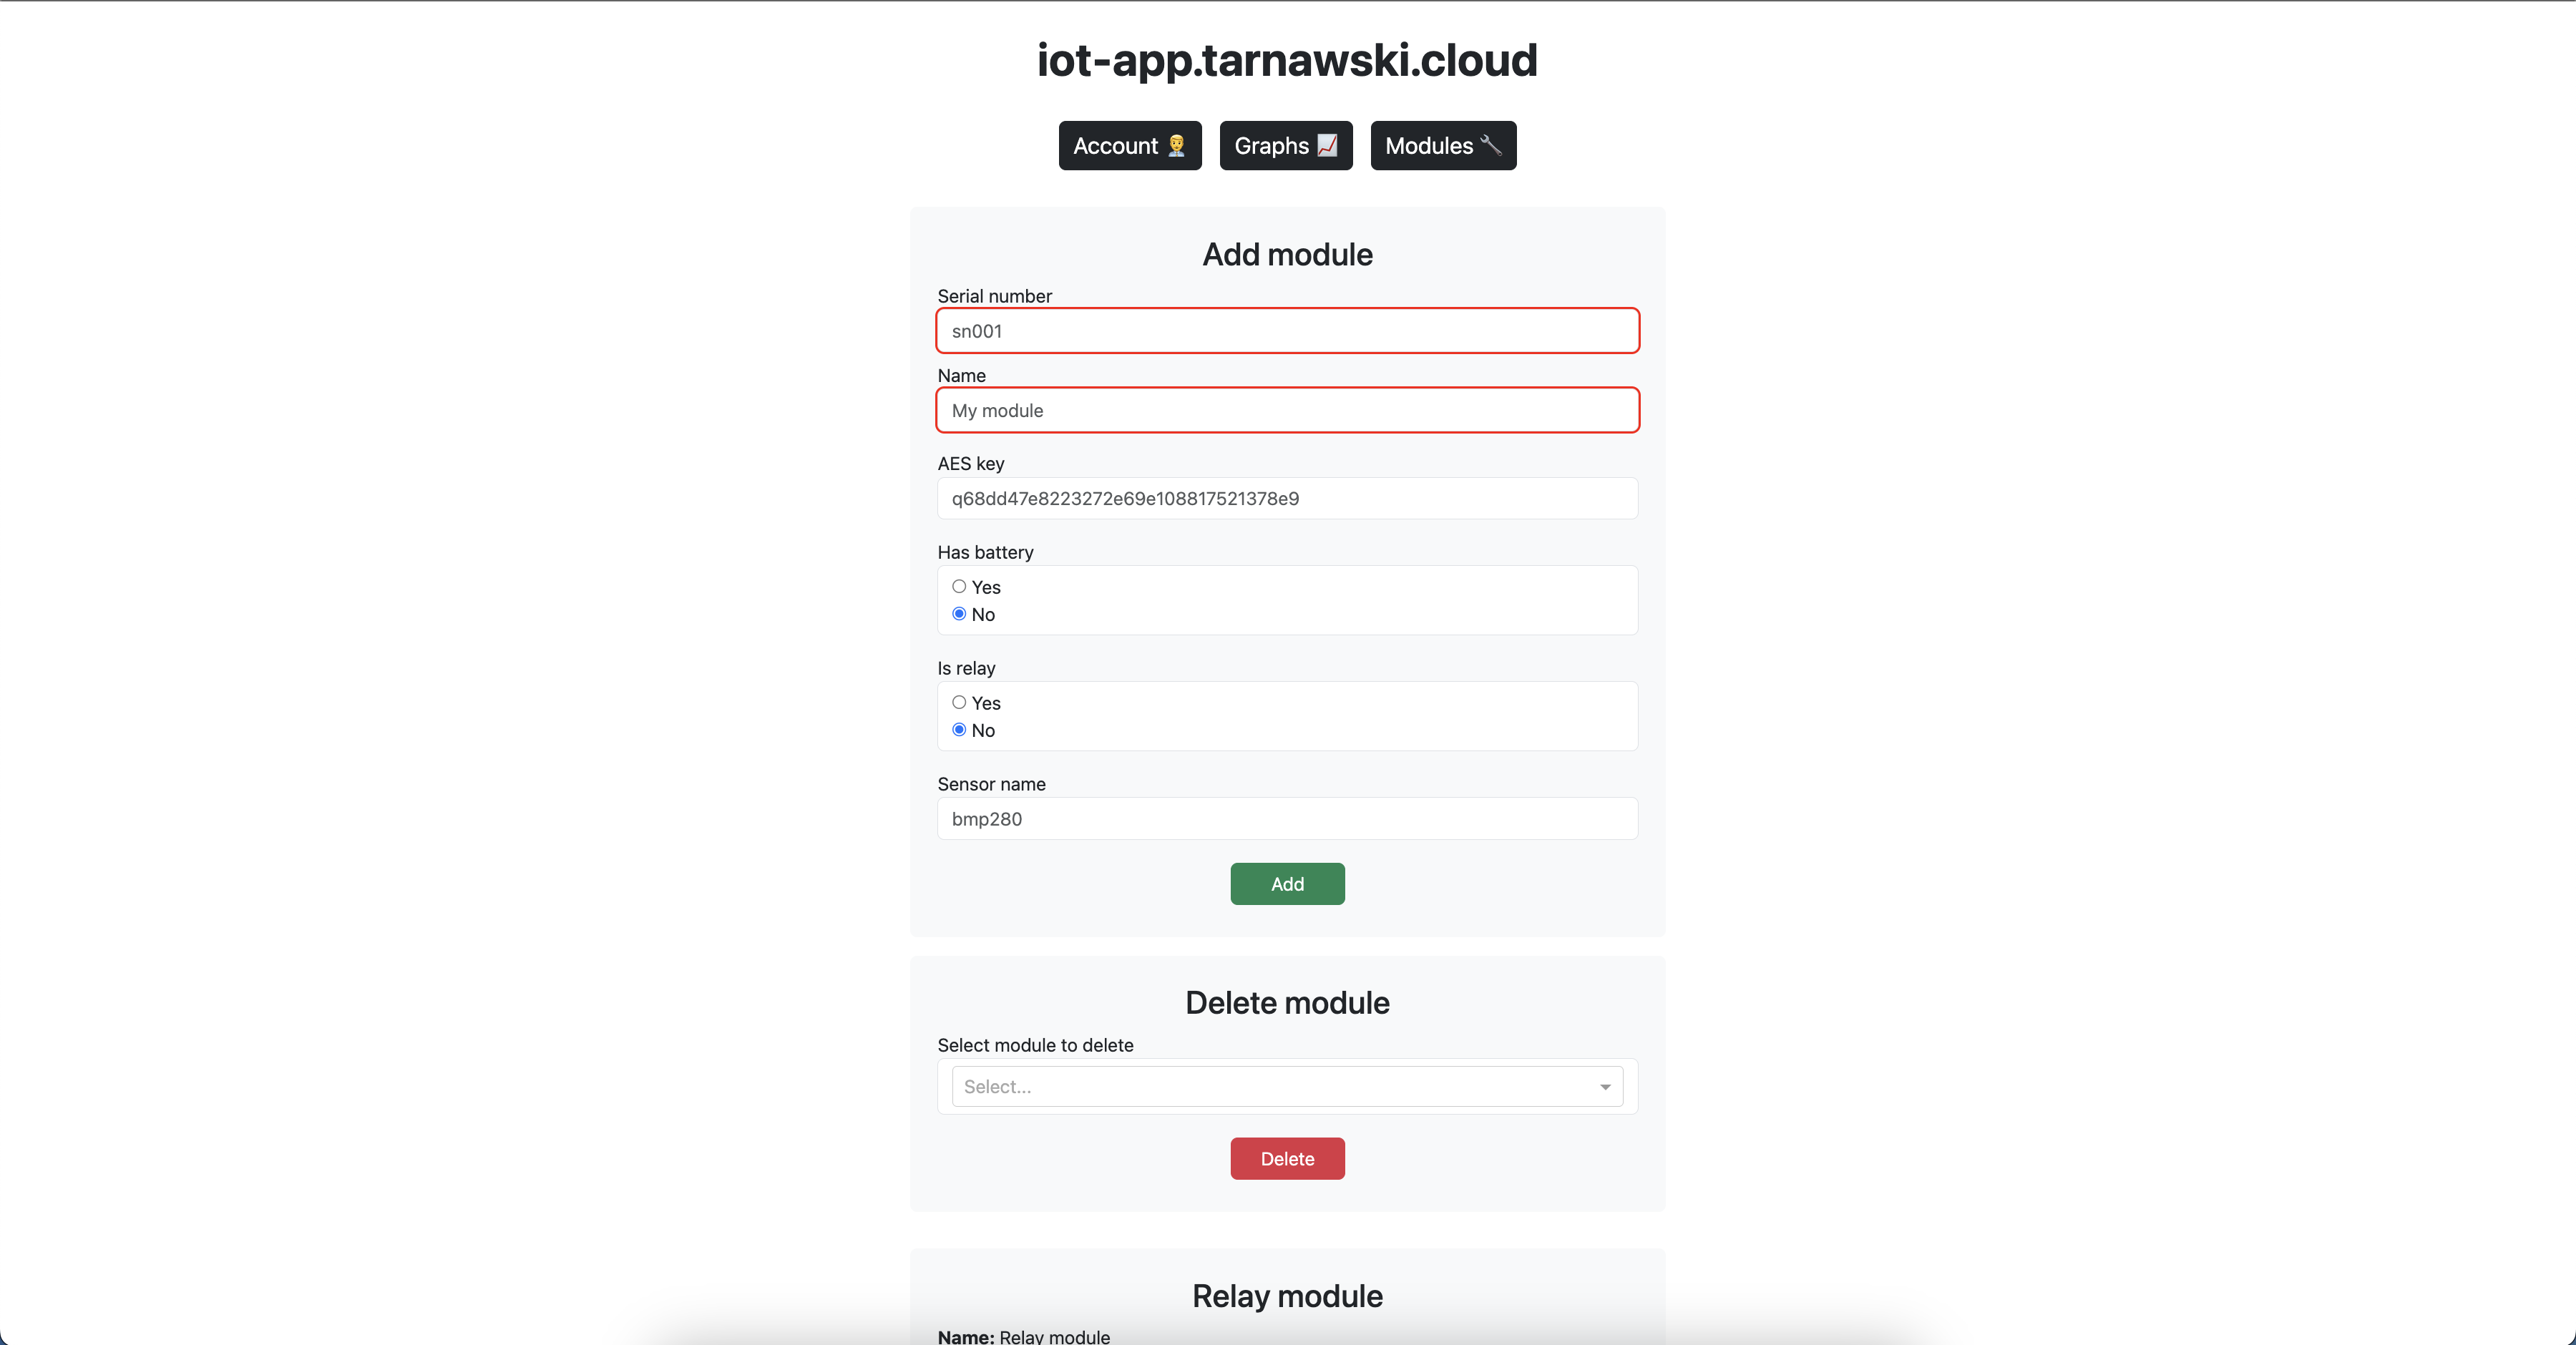 iot-app.tarnawski.cloud
Account 👨‍💼 Graphs 📈 Modules 🔧
Add module
Serial number
sn001
Name
My module
AES key
q68dd47e8223272e69e108817521378e9
Has battery
Yes
No
Is relay
Yes
No
Sensor name
bmp280
Add
Delete module
Select module to delete
Select...
Delete
Relay module
Name: Relay module